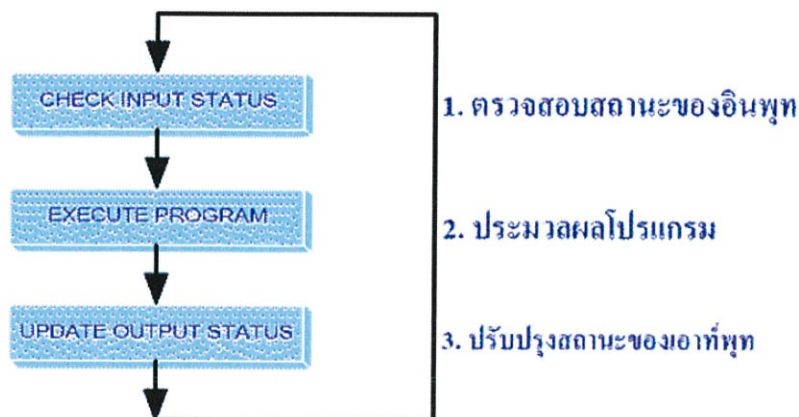 CHECK INPUT STATUS
1. ตรวจสอบสถานะของอินพุท
EXECUTE PROGRAM
2. ประมวลผลโปรแกรม
UPDATE OUTPUT STATUS
3. ปรับปรุงสถานะของเอาท์พุท